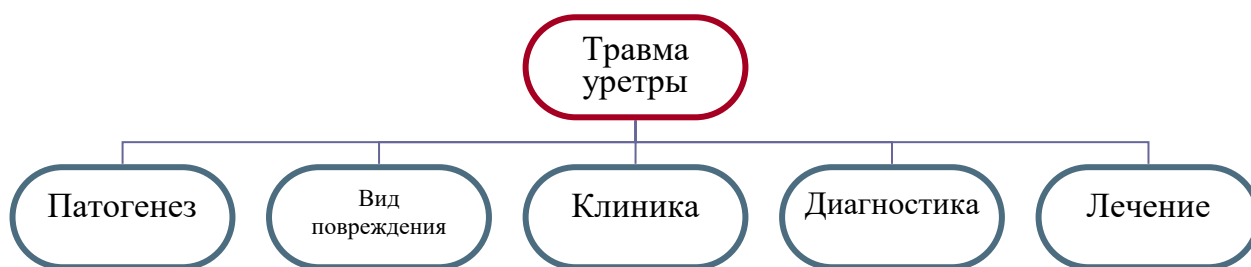 Травма
уретры
Патогенез
Вид
повреждения
Клиника
Диагностика
Лечение